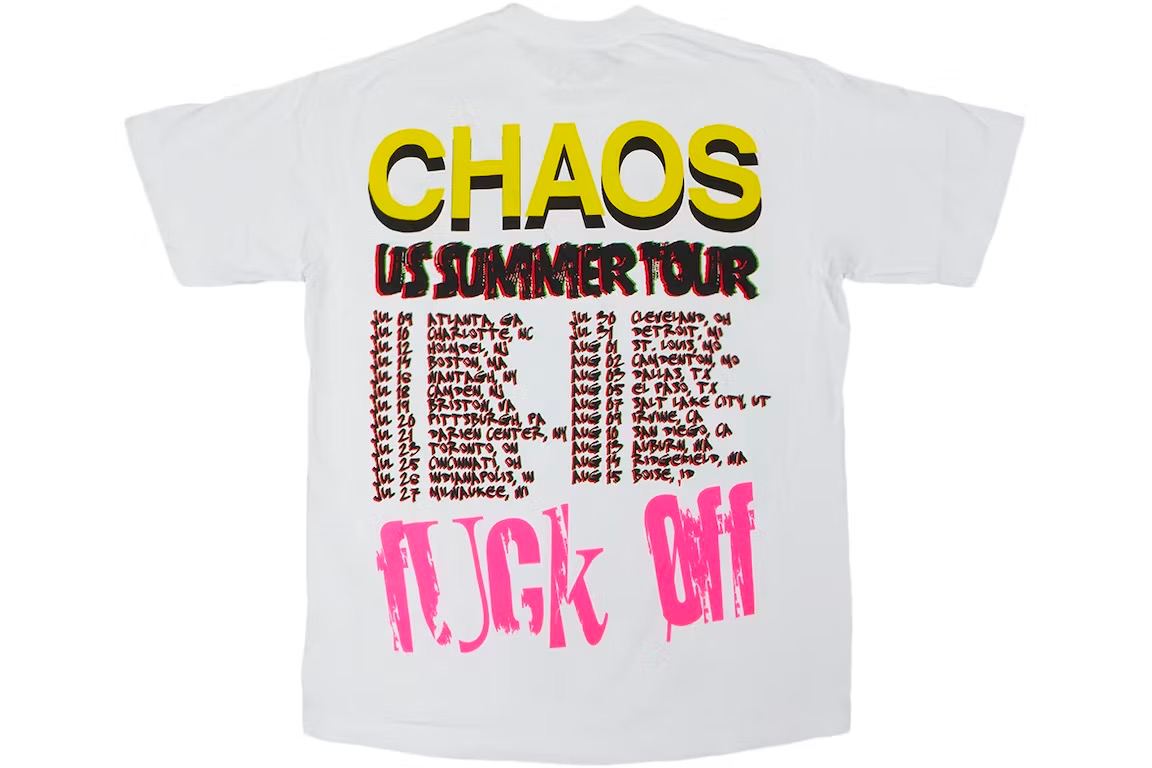 CHAOS
US SUMMER TOUR
JUL 09 ATLANTA, GA
JUL 10 CHARLOTTE, NC
JUL 12 HOLMDEL, NJ
JUL 14 BOSTON, MA
JUL 16 WANTAGH, NY
JUL 18 CAMDEN, NJ
JUL 19 BRISTON, VA
JUL 20 PITTSBURGH, PA
JUL 21 DARIEN CENTER, NY
JUL 23 TORONTO, ON
JUL 25 CINCINNATI, OH
JUL 26 INDIANAPOLIS, IN
JUL 27 MILWAUKEE, WI
JUL 30 CLEVELAND, OH
JUL 31 DETROIT, MI
AUG 01 ST. LOUIS, MO
AUG 02 CAMDENTON, MO
AUG 03 DALLAS, TX
AUG 05 EL PASO, TX
AUG 07 SALT LAKE CITY, UT
AUG 09 IRVINE, CA
AUG 10 SAN DIEGO, CA
AUG 13 AUBURN, WA
AUG 14 RIDGEFIELD, WA
AUG 15 BOISE, ID
fUCk Øff